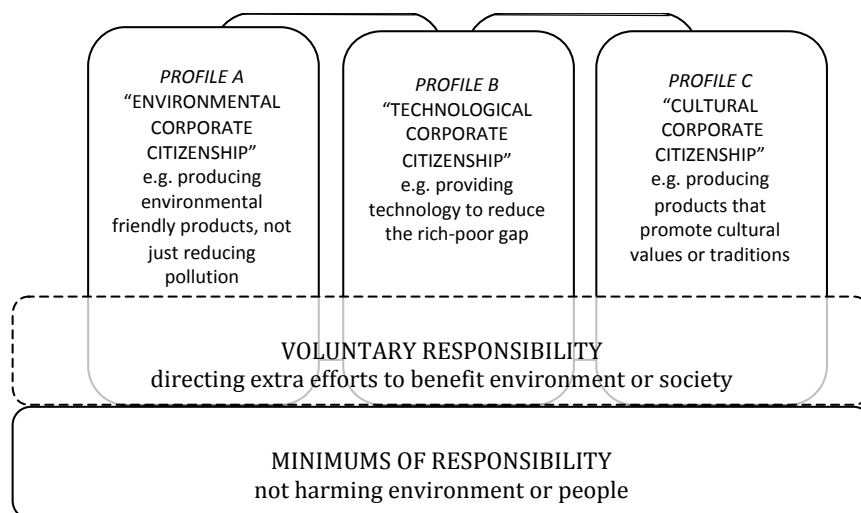 PROFILE A
“ENVIRONMENTAL
CORPORATE
CITIZENSHIP”
e.g. producing
environmental
friendly products, not
just reducing
pollution
PROFILE B
“TECHNOLOGICAL
CORPORATE
CITIZENSHIP”
e.g. providing
technology to reduce
the rich-poor gap
PROFILE C
“CULTURAL
CORPORATE
CITIZENSHIP”
e.g. producing
products that
promote cultural
values or traditions
VOLUNTARY RESPONSIBILITY
directing extra efforts to benefit environment or society
MINIMUMS OF RESPONSIBILITY
not harming environment or people